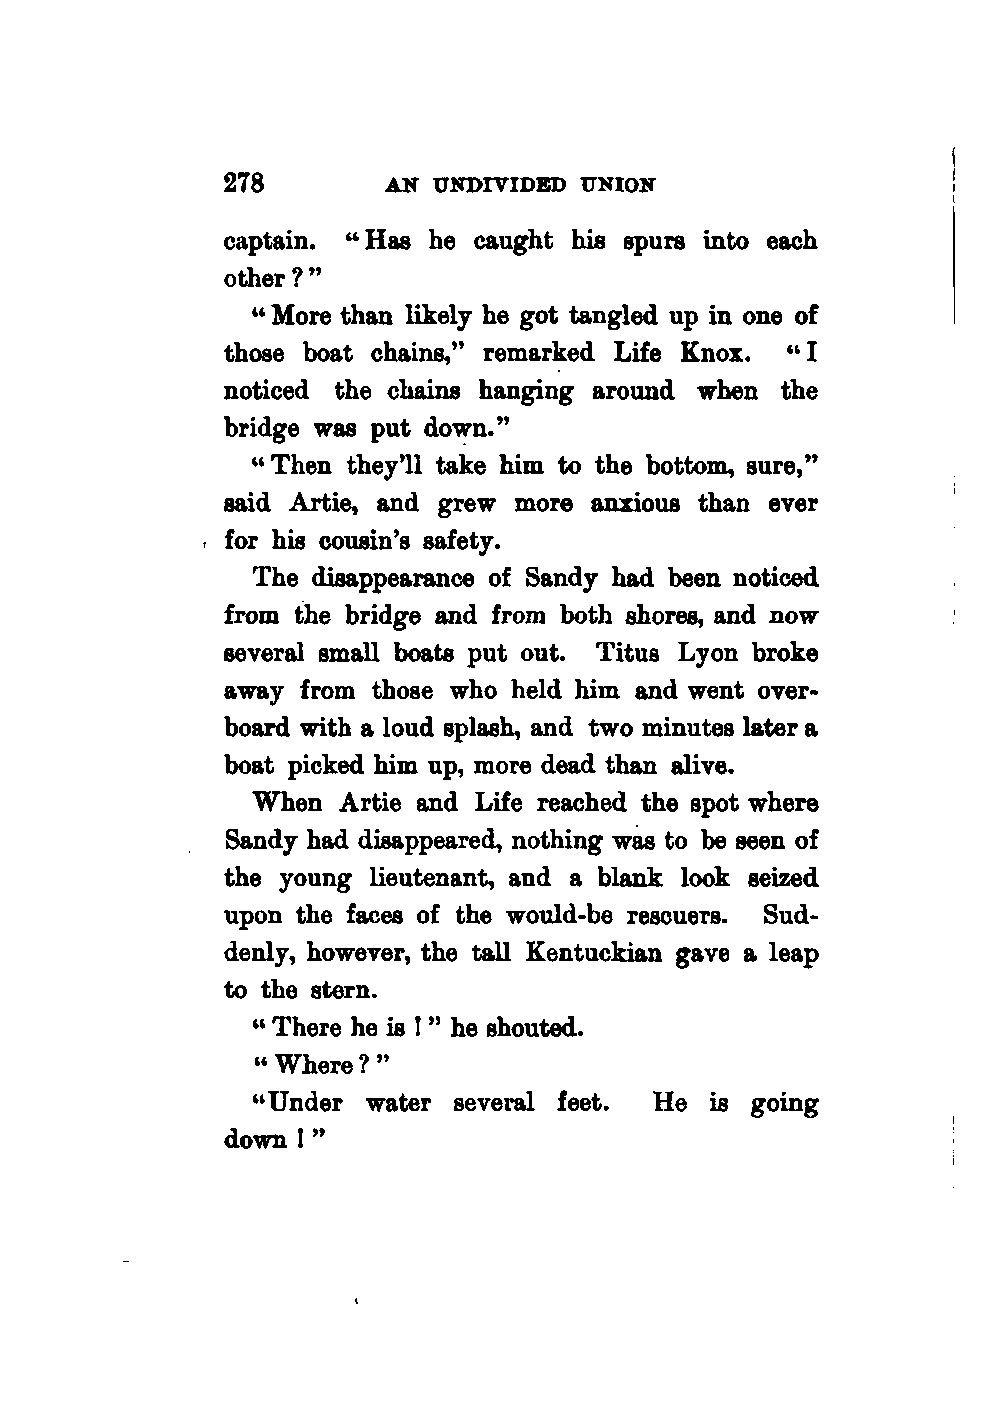 278 AN UNDIVIDED UNION
captain. “Has he caught his spurs into each
other?”
“More than likely he got tangled up in one of
those boat chains,” remarked Life Knox. “I
noticed the chains hanging around when the
bridge was put down.”
“Then they’ll take him to the bottom, sure,”
said Artie, and grew more anxious than ever
for his cousin’s safety.
The disappearance of Sandy had been noticed
from the bridge and from both shores, and now
several small boats put out. Titus Lyon broke
away from those who held him and went over-
board with a loud splash, and two minutes later a
boat picked him up, more dead than alive.
When Artie and Life reached the spot where
Sandy had disappeared, nothing was to be seen of
the young lieutenant, and a blank look seized
upon the faces of the would-be rescuers. Sud-
denly, however, the tall Kentuckian gave a leap
to the stern.
“There he is!” he shouted.
“Where?”
“Under water several feet. He is going
down!”